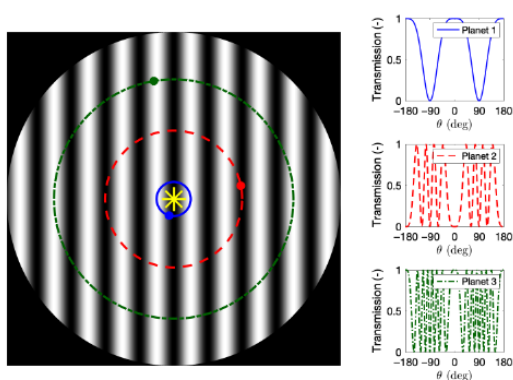 Transmission (-)
1
0.5
0
Planet 1
-180 -90 0 90 180
θ (deg)
Transmission (-)
1
0.5
0
Planet 2
-180 -90 0 90 180
θ (deg)
Transmission (-)
1
0.5
0
Planet 3
-180 -90 0 90 180
θ (deg)